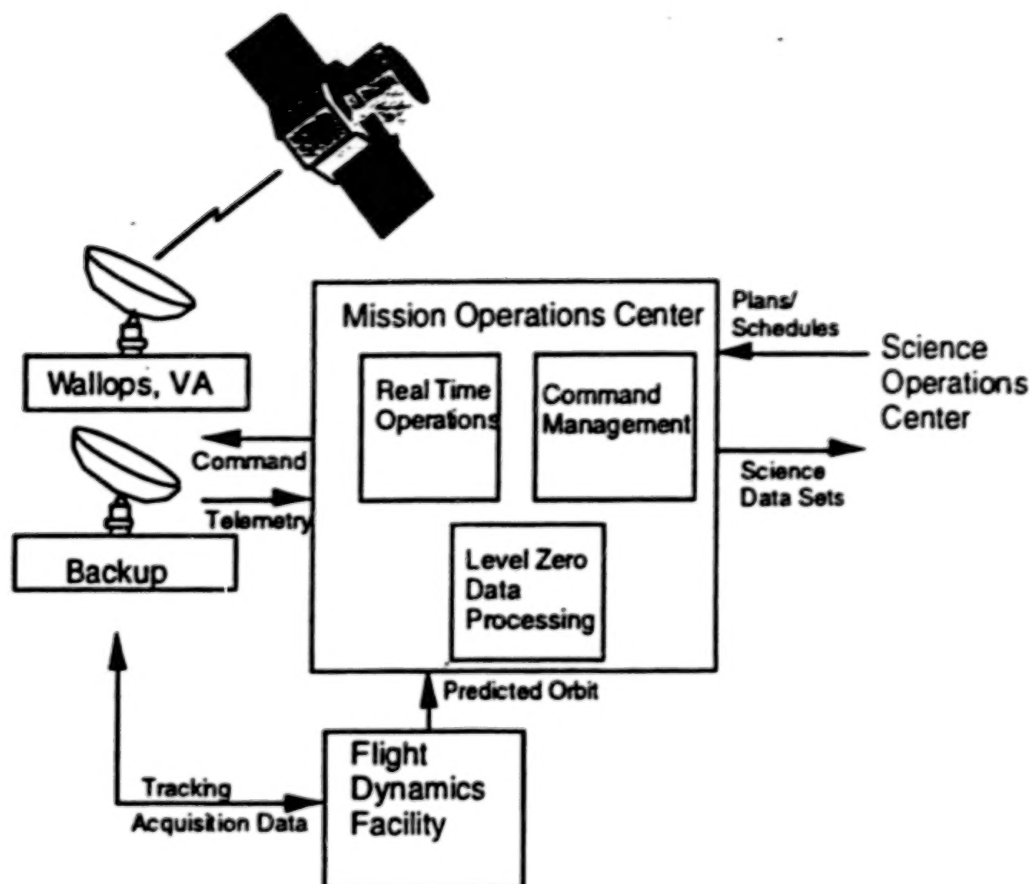 Mission Operations Center
Plans/
Schedules
Science
Operations
Center
Wallops, VA
Real Time
Operations
Command
Management
Command
Science
Data Sets
Telemetry
Backup
Level Zero
Data
Processing
Predicted Orbit
Flight
Dynamics
Facility
Tracking
Acquisition Data